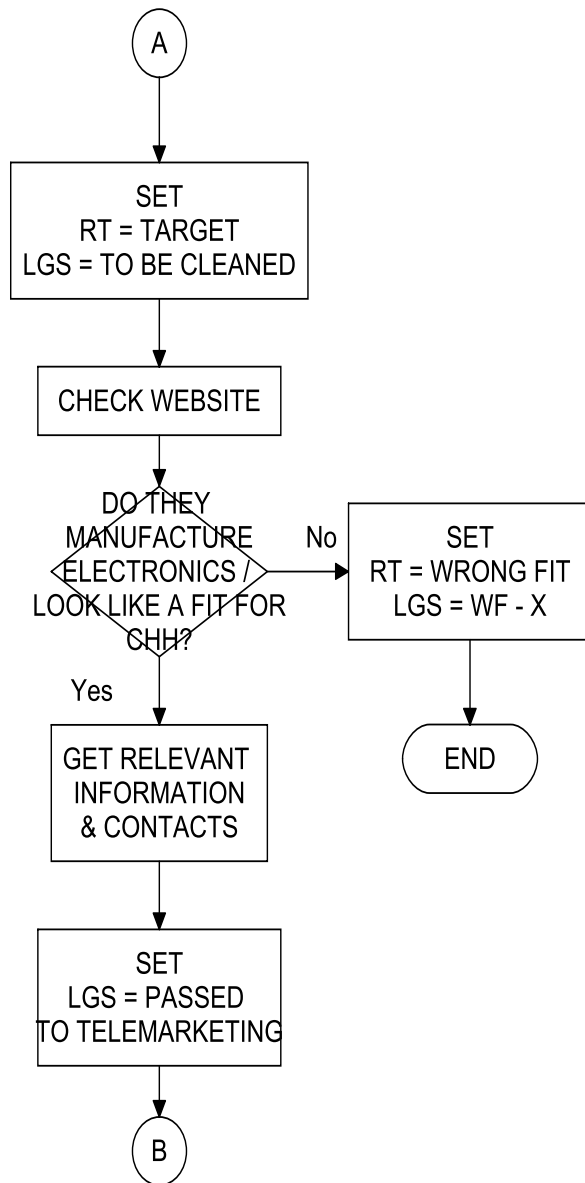 A
SET
RT = TARGET
LGS = TO BE CLEANED
CHECK WEBSITE
DO THEY
MANUFACTURE
ELECTRONICS /
LOOK LIKE A FIT FOR
CHH?
No
SET
RT = WRONG FIT
LGS = WF - X
Yes
GET RELEVANT
INFORMATION
& CONTACTS
END
SET
LGS = PASSED
TO TELEMARKETING
B